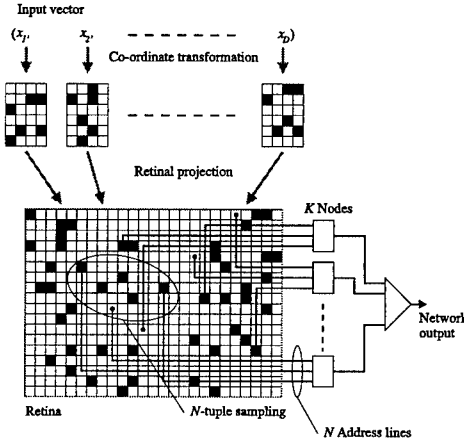 Input vector
(x1, x2, xD)
Co-ordinate transformation
Retinal projection
K Nodes
Network
output
Retina
N-tuple sampling
N Address lines